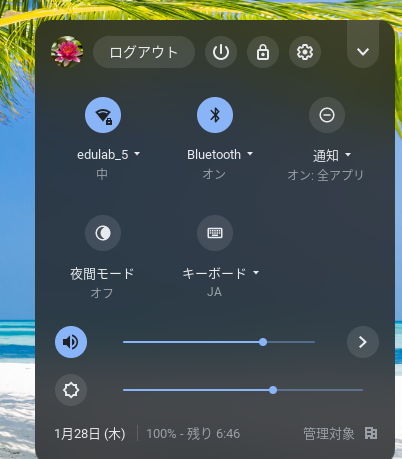 ログアウト
edulab_5 Bluetooth 通知
中 オン オン: 全アプリ
夜間モード キーボード
オフ JA
1月28日 (木) 100% - 残り 6:46 管理対象